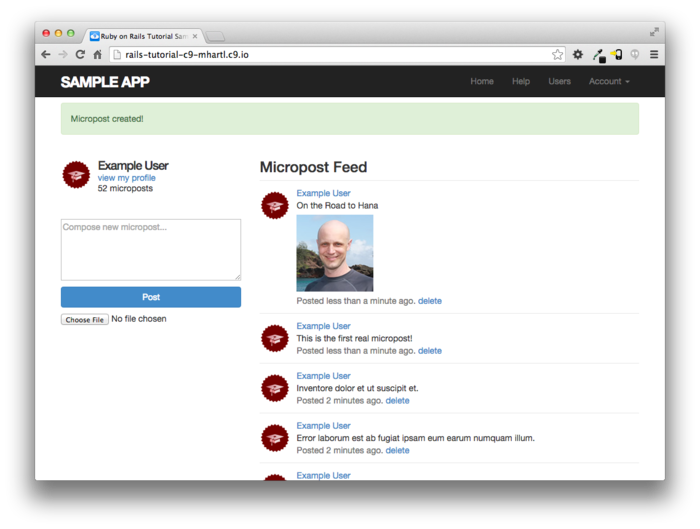 Ruby on Rails Tutorial Sam
rails-tutorial-c9-mhartl.c9.io
SAMPLE APP
Home Help Users Account
Micropost created!
Example User
view my profile
52 microposts
Compose new micropost...
Post
Choose File No file chosen
Micropost Feed
Example User
On the Road to Hana
Posted less than a minute ago. delete
Example User
This is the first real micropost!
Posted less than a minute ago. delete
Example User
Inventore dolor et ut suscipit et.
Posted 2 minutes ago. delete
Example User
Error laborum est ab fugiat ipsam eum earum numquam illum.
Posted 2 minutes ago. delete
Example User